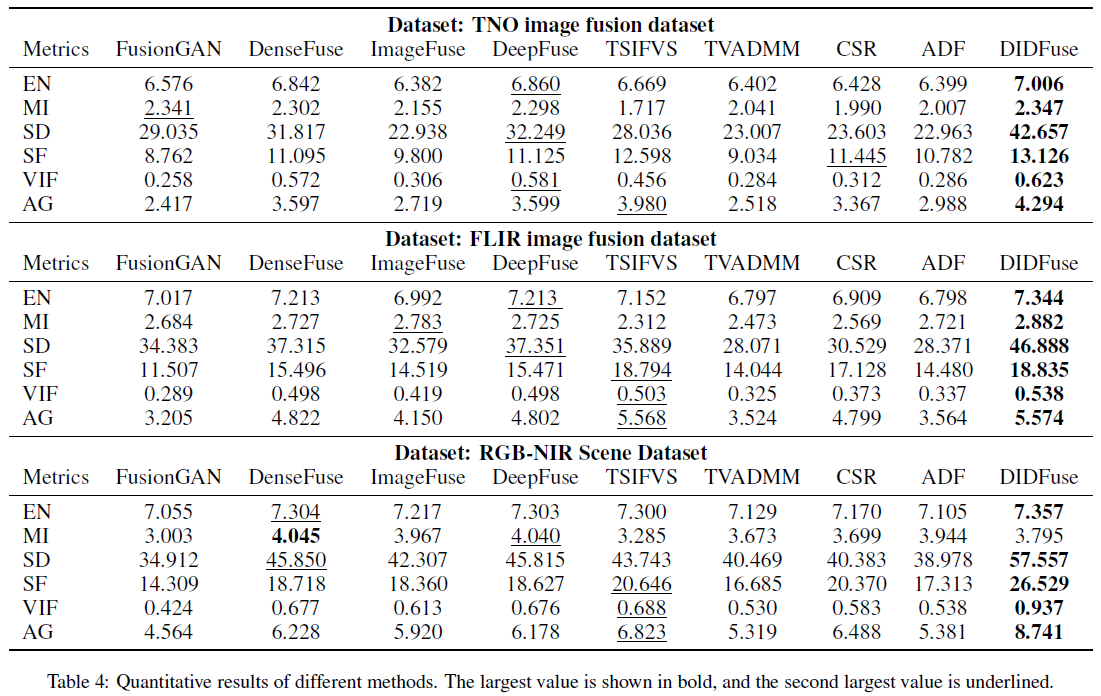 Dataset: TNO image fusion dataset
Metrics FusionGAN DenseFuse ImageFuse DeepFuse TSIFVS TVADMM CSR ADF DIDFuse
EN 6.576 6.842 6.382 6.860 6.669 6.402 6.428 6.399 7.006
MI 2.341 2.302 2.155 2.298 1.717 2.041 1.990 2.007 2.347
SD 29.035 31.817 22.938 32.249 28.036 23.007 23.603 22.963 42.657
SF 8.762 11.095 9.800 11.125 12.598 9.034 11.445 10.782 13.126
VIF 0.258 0.572 0.306 0.581 0.456 0.284 0.312 0.286 0.623
AG 2.417 3.597 2.719 3.599 3.980 2.518 3.367 2.988 4.294
Dataset: FLIR image fusion dataset
Metrics FusionGAN DenseFuse ImageFuse DeepFuse TSIFVS TVADMM CSR ADF DIDFuse
EN 7.017 7.213 6.992 7.213 7.152 6.797 6.909 6.798 7.344
MI 2.684 2.727 2.783 2.725 2.312 2.473 2.569 2.721 2.882
SD 34.383 37.315 32.579 37.351 35.889 28.071 30.529 28.371 46.888
SF 11.507 15.496 14.519 15.471 18.794 14.044 17.128 14.480 18.835
VIF 0.289 0.498 0.419 0.498 0.503 0.325 0.373 0.337 0.538
AG 3.205 4.822 4.150 4.802 5.568 3.524 4.799 3.564 5.574
Dataset: RGB-NIR Scene Dataset
Metrics FusionGAN DenseFuse ImageFuse DeepFuse TSIFVS TVADMM CSR ADF DIDFuse
EN 7.055 7.304 7.217 7.303 7.300 7.129 7.170 7.105 7.357
MI 3.003 4.045 3.967 4.040 3.285 3.673 3.699 3.944 3.795
SD 34.912 45.850 42.307 45.815 43.743 40.469 40.383 38.978 57.557
SF 14.309 18.718 18.360 18.627 20.646 16.685 20.370 17.313 26.529
VIF 0.424 0.677 0.613 0.676 0.688 0.530 0.583 0.538 0.937
AG 4.564 6.228 5.920 6.178 6.823 5.319 6.488 5.381 8.741
Table 4: Quantitative results of different methods. The largest value is shown in bold, and the second largest value is underlined.